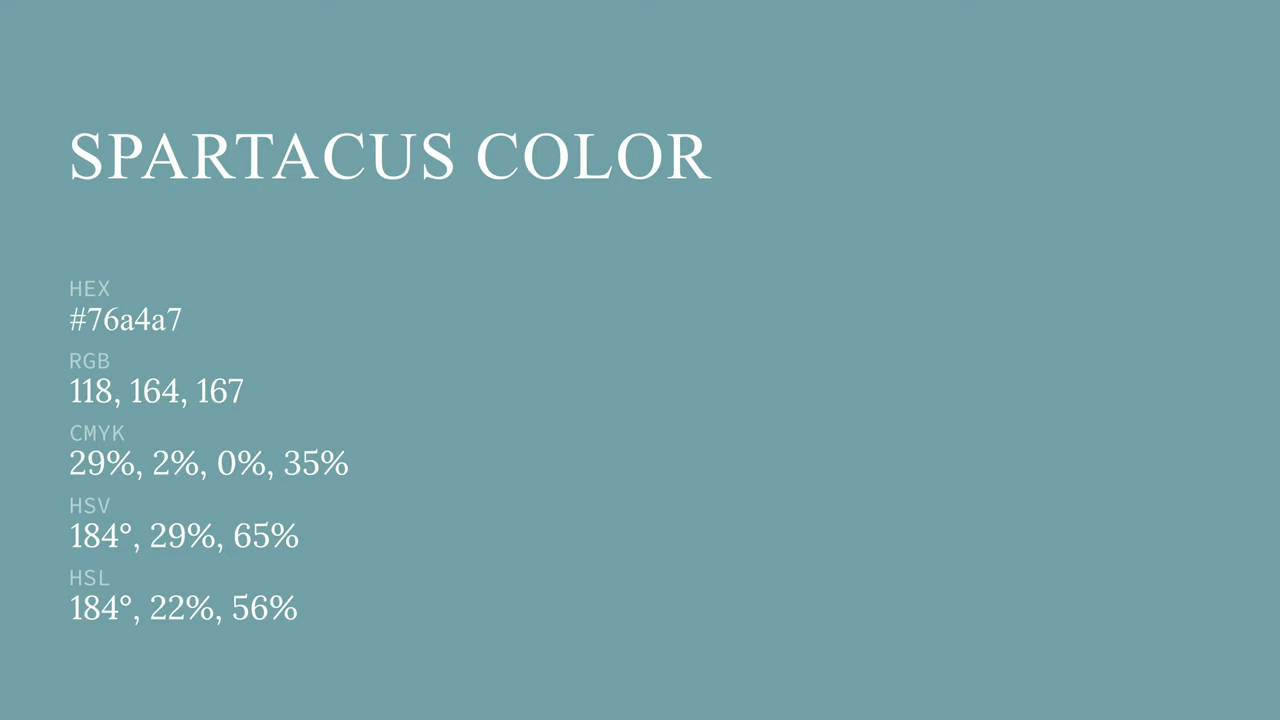 SPARTACUS COLOR
HEX
#76a4a7
RGB
118, 164, 167
CMYK
29%, 2%, 0%, 35%
HSV
184°, 29%, 65%
HSL
184°, 22%, 56%